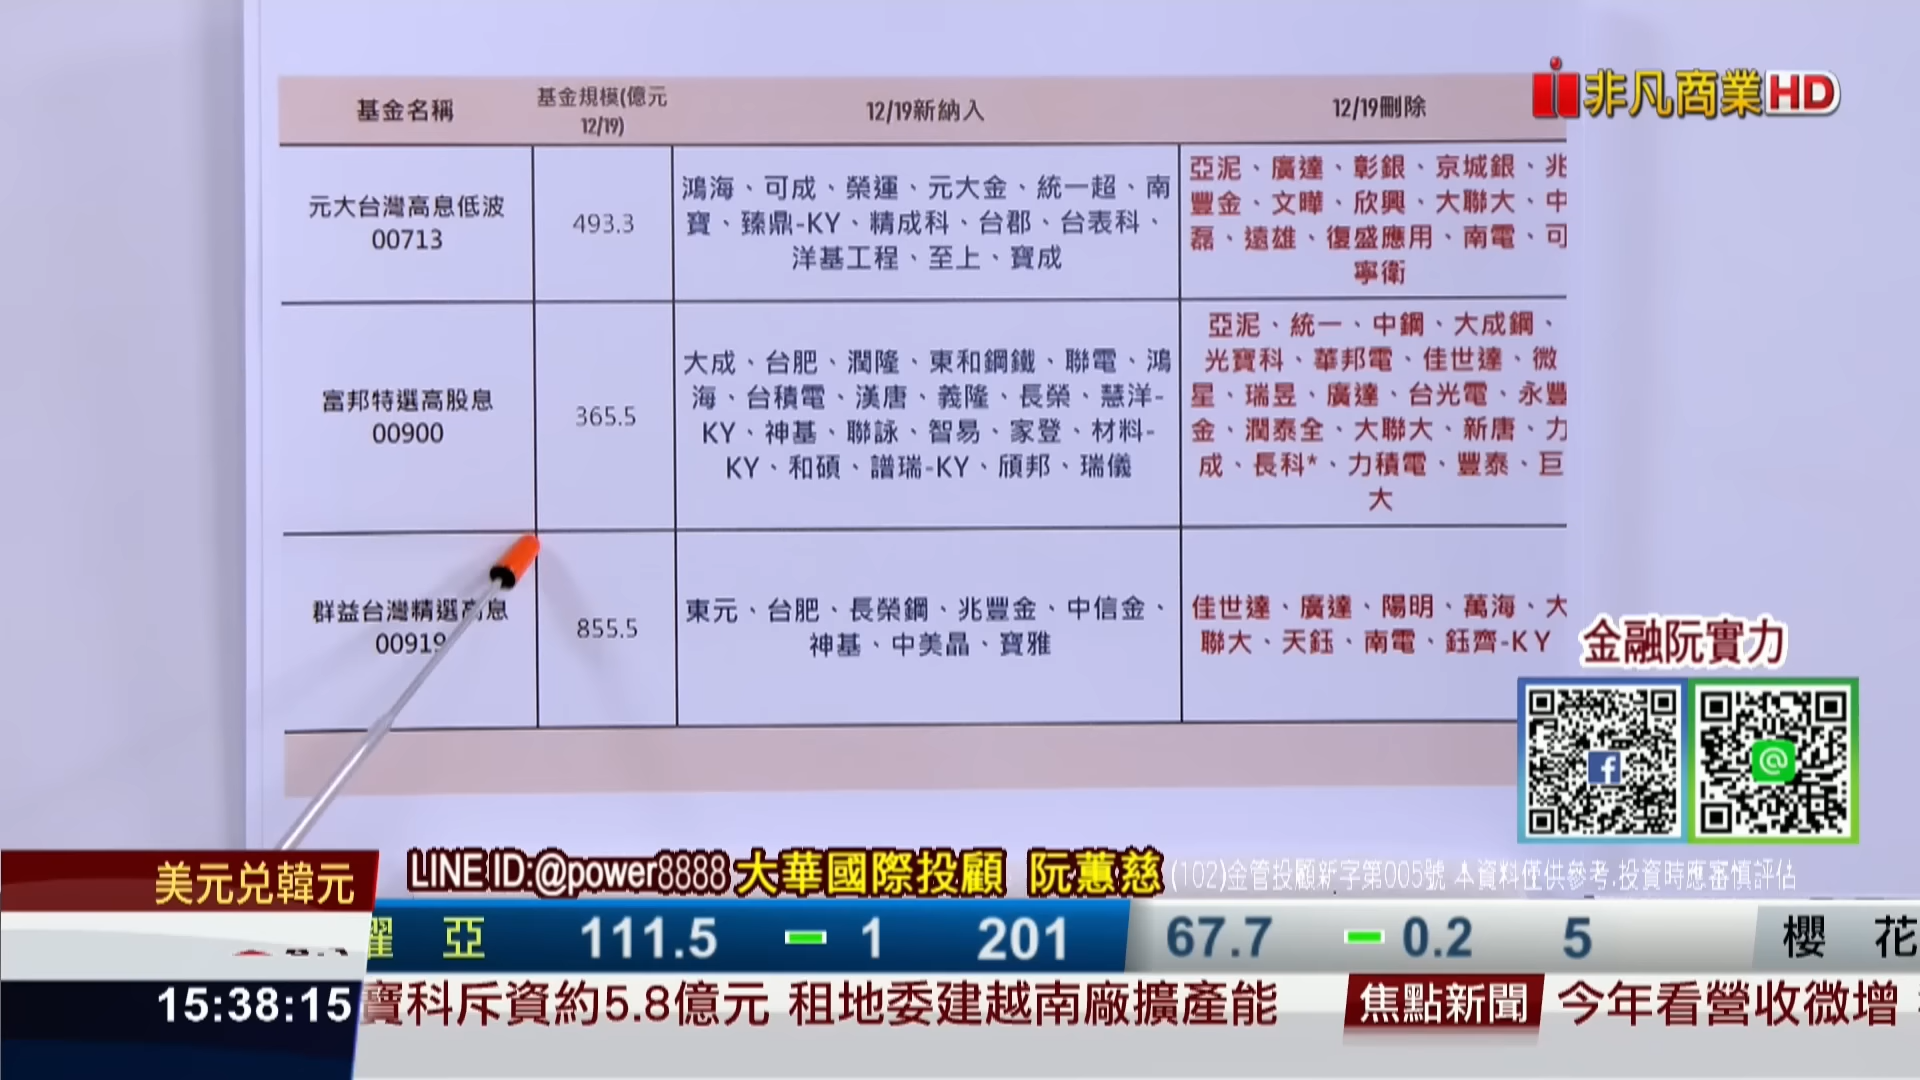 基金名稱
基金規模(億元
12/19)
12/19新納入
12/19刪除
非凡商業HD
元大台灣高息低波
00713
493.3
鴻海、可成、榮運、元大金、統一超、南
寶、臻鼎-KY、精成科、台郡、台表科、
洋基工程、至上、寶成
亞泥、廣達、彰銀、京城銀、兆
豐金、文曄、欣興、大聯大、中
磊、遠雄、復盛應用、南電、可
寧衛
富邦特選高股息
00900
365.5
大成、台肥、潤隆、東和鋼鐵、聯電、鴻
海、台積電、漢唐、義隆、長榮、慧洋-
KY、神基、聯詠、智易、家登、材料-
KY、和碩、譜瑞-KY、頎邦、瑞儀
亞泥、統一、中鋼、大成鋼、
光寶科、華邦電、佳世達、微
星、瑞昱、廣達、台光電、永豐
金、潤泰全、大聯大、新唐、力
成、長科*、力積電、豐泰、巨
大
群益台灣精選高息
00919
855.5
東元、台肥、長榮鋼、兆豐金、中信金、
神基、中美晶、寶雅
佳世達、廣達、陽明、萬海、大
聯大、天鈺、南電、鈺齊-KY
金融阮實力
LINE ID:@power8888 大華國際投顧 阮蕙慈 (102)金管投顧新字第005號 本資料僅供參考,投資時應審慎評估
美元兌韓元
亞 111.5 1 201 67.7 0.2 5 櫻花
15:38:15
寶科斥資約5.8億元 租地委建越南廠擴產能 焦點新聞 今年看營收微增